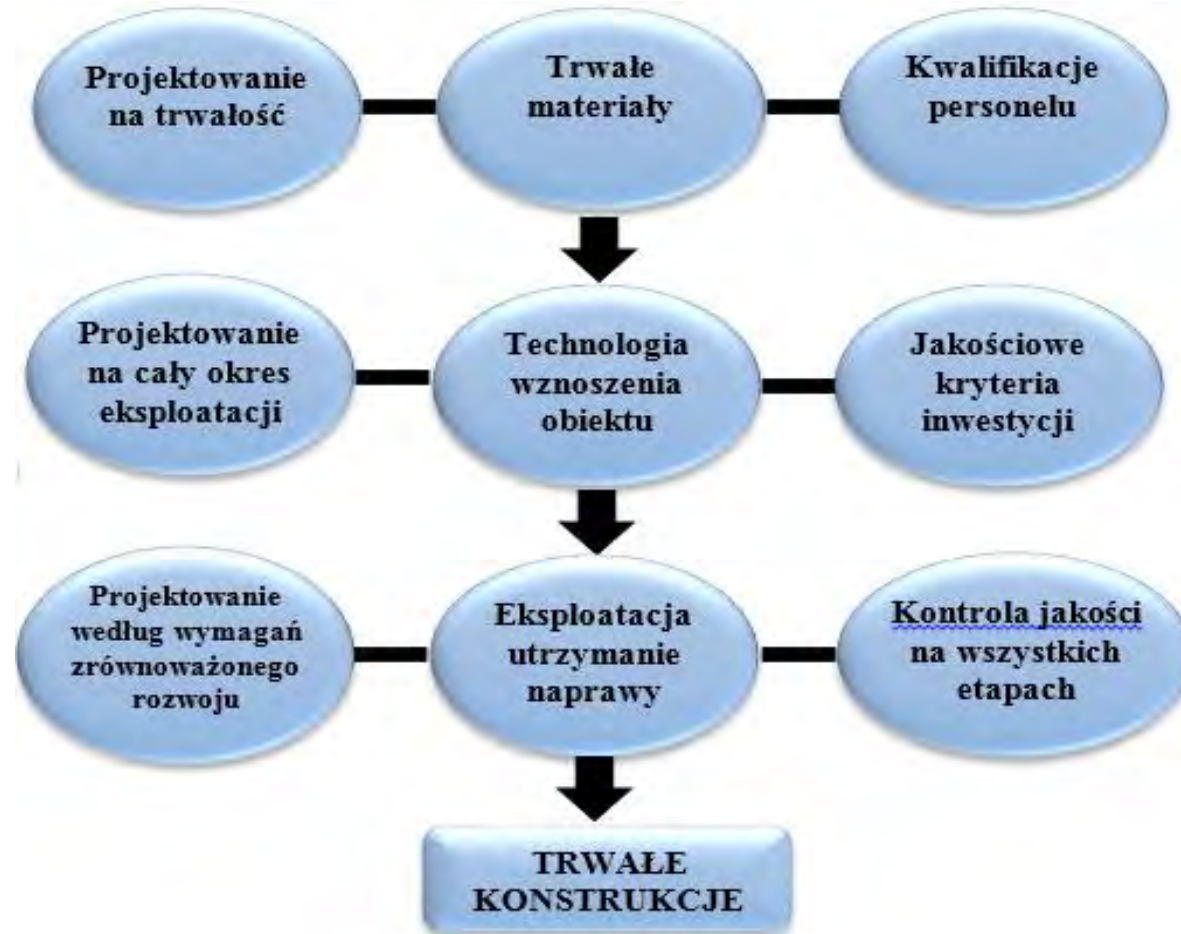 Projektowanie
na trwałość
Trwałe
materiały
Kwalifikacje
personelu
Projektowanie
na cały okres
eksploatacji
Technologia
wznoszenia
obiektu
Jakościowe
kryteria
inwestycji
Projektowanie
według wymagań
zrównoważonego
rozwoju
Eksploatacja
utrzymanie
naprawy
Kontrola jakości
na wszystkich
etapach
TRWAŁE
KONSTRUKCJE